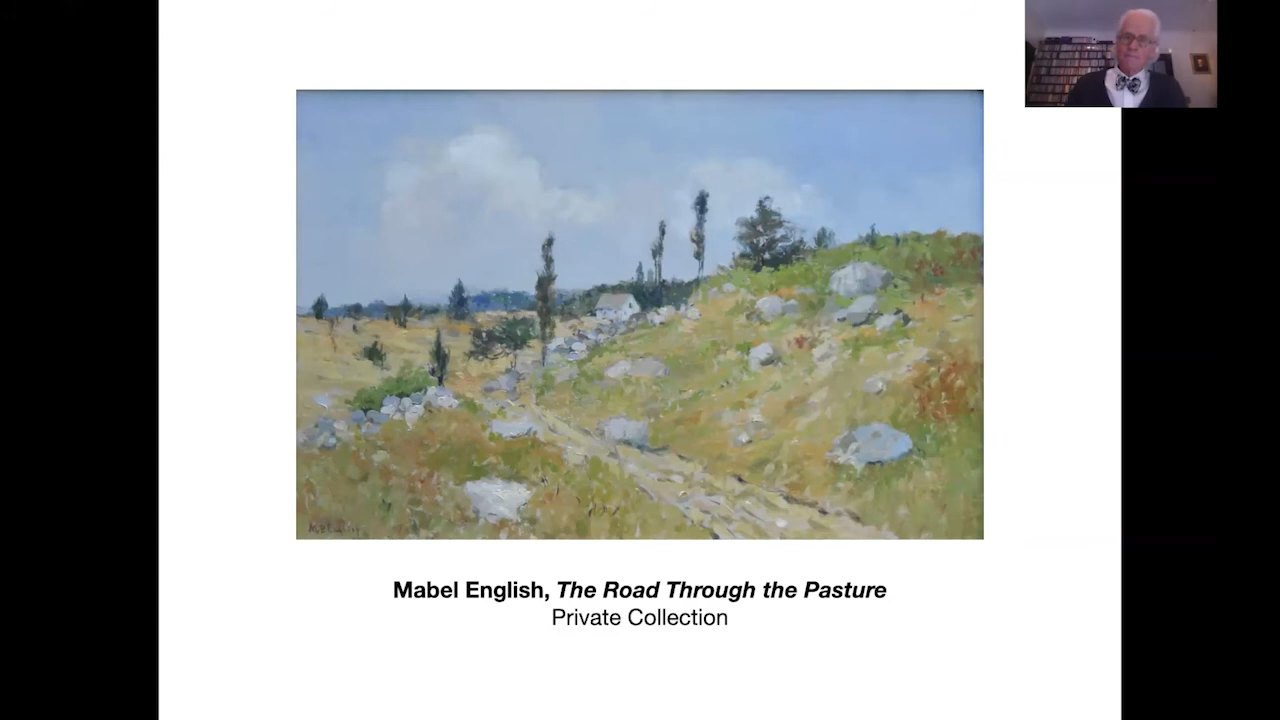 Mabel English, The Road Through the Pasture
Private Collection